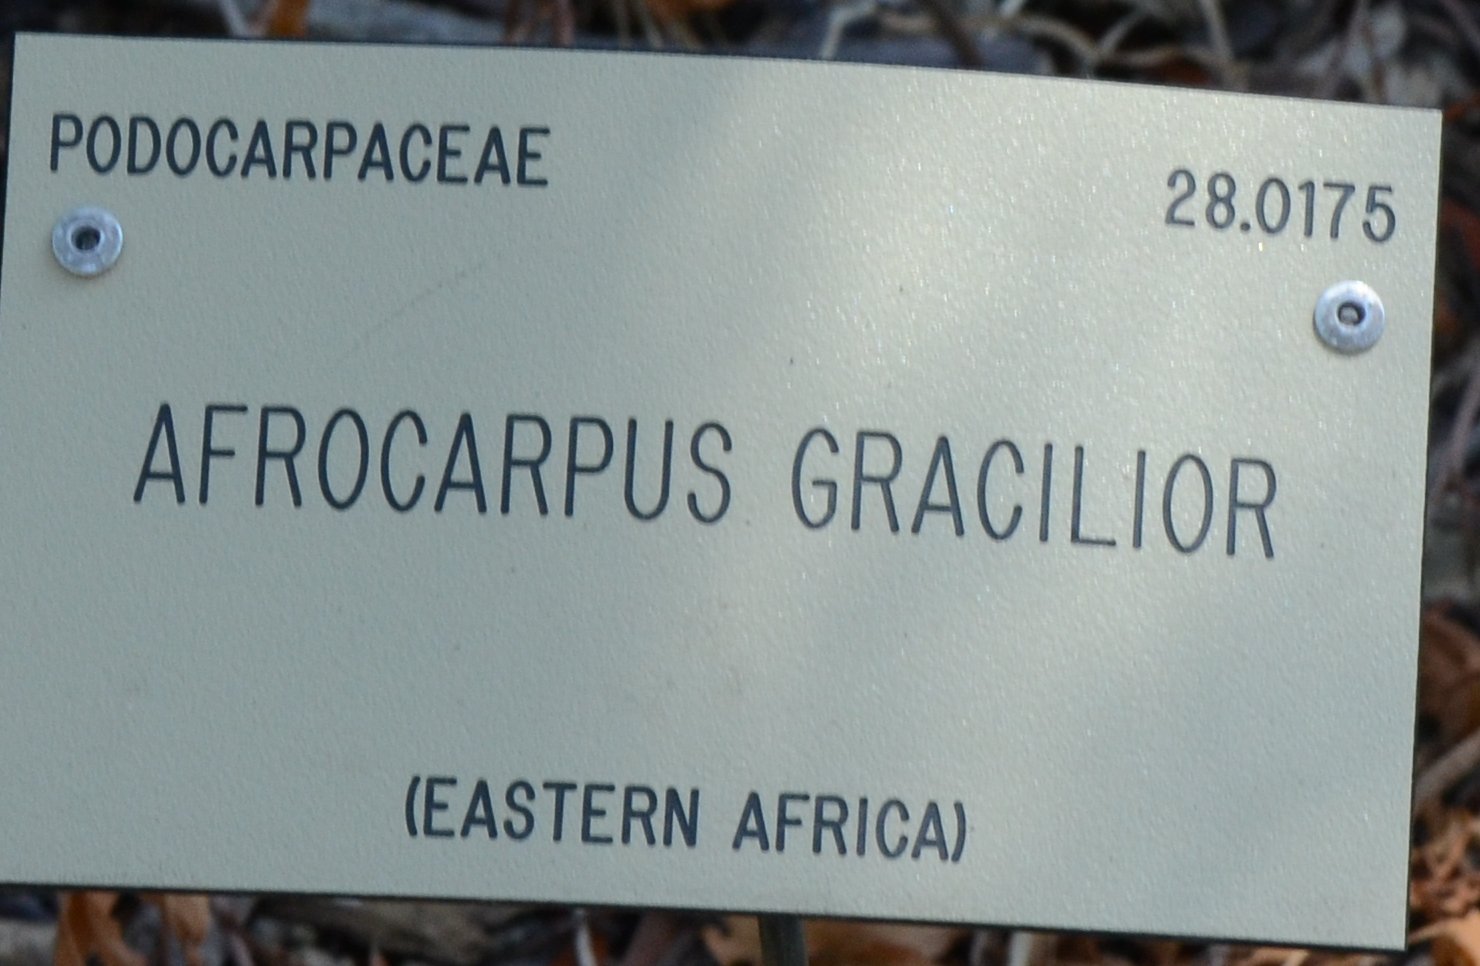 PODOCARPACEAE
28.0175
AFROCARPUS GRACILIOR
(EASTERN AFRICA)